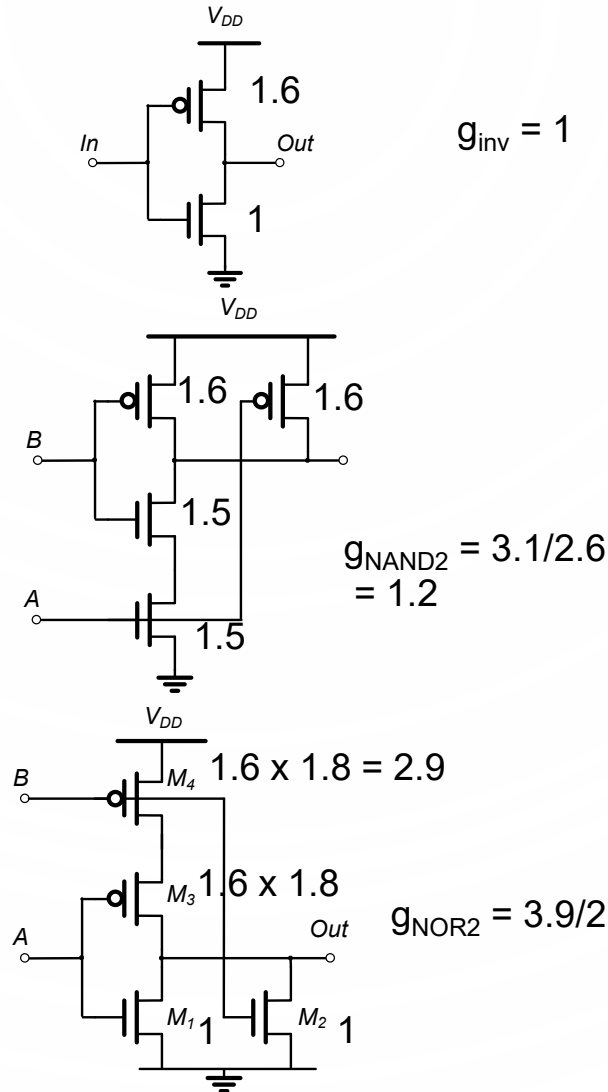 V_DD
1.6
In
Out
1
g_inv = 1
V_DD
1.6
1.6
B
1.5
g_NAND2 = 3.1/2.6
= 1.2
A
1.5
V_DD
B
M_4
1.6 x 1.8 = 2.9
M_3
1.6 x 1.8
A
Out
g_NOR2 = 3.9/2
M_1
1
M_2
1